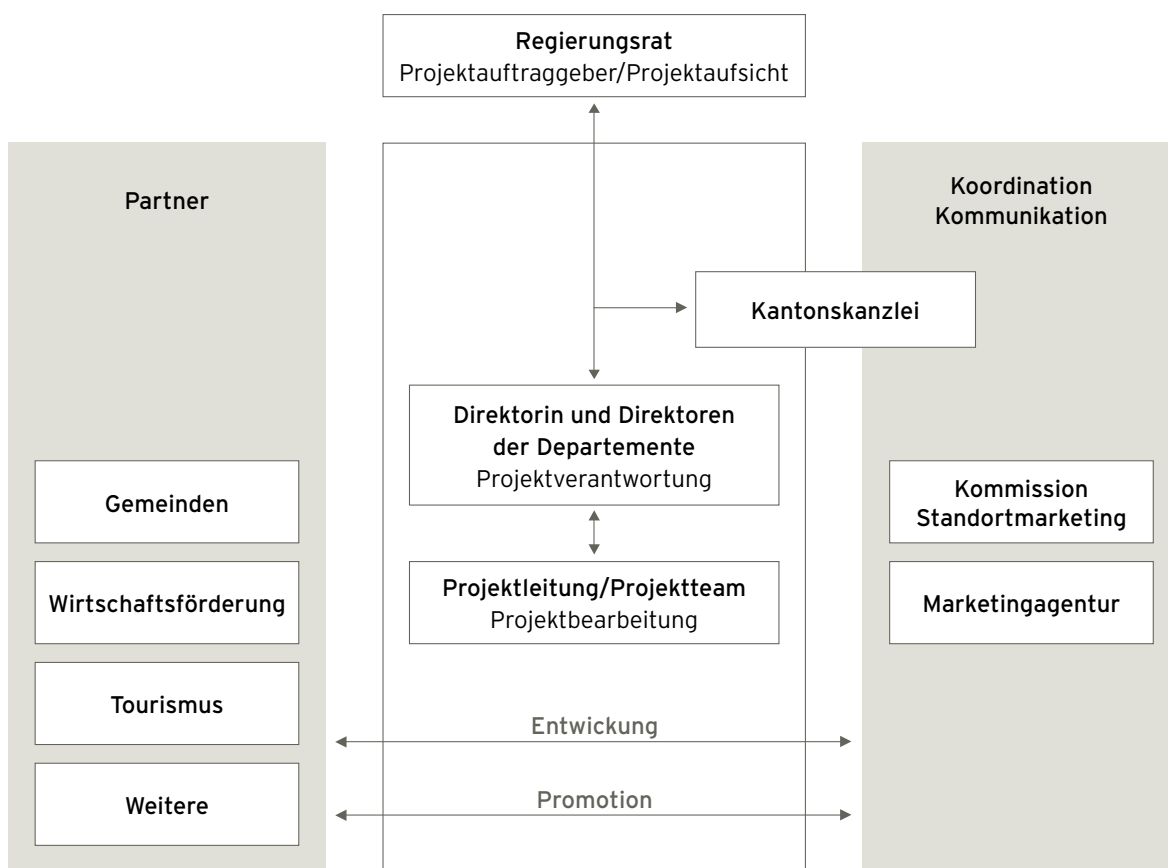 Regierungsrat
Projektauftraggeber/Projektaufsicht
Partner
Koordination
Kommunikation
Kantonskanzlei
Direktorin und Direktoren
der Departemente
Projektverantwortung
Gemeinden
Kommission
Standortmarketing
Wirtschaftsförderung
Projektleitung/Projektteam
Projektbearbeitung
Marketingagentur
Tourismus
Entwickung
Weitere
Promotion